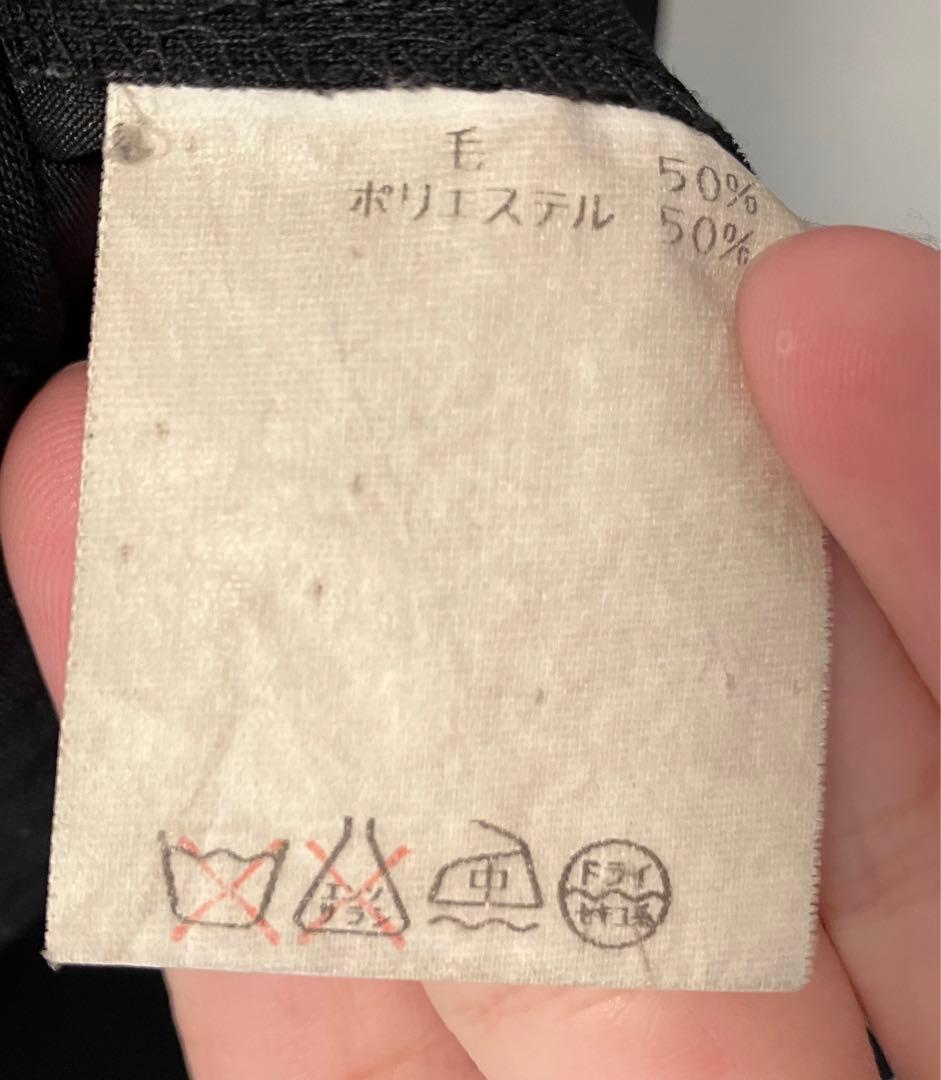 毛 50%
ポリエステル 50%
エンソ
サラシ
中
ドライ
セキユ系